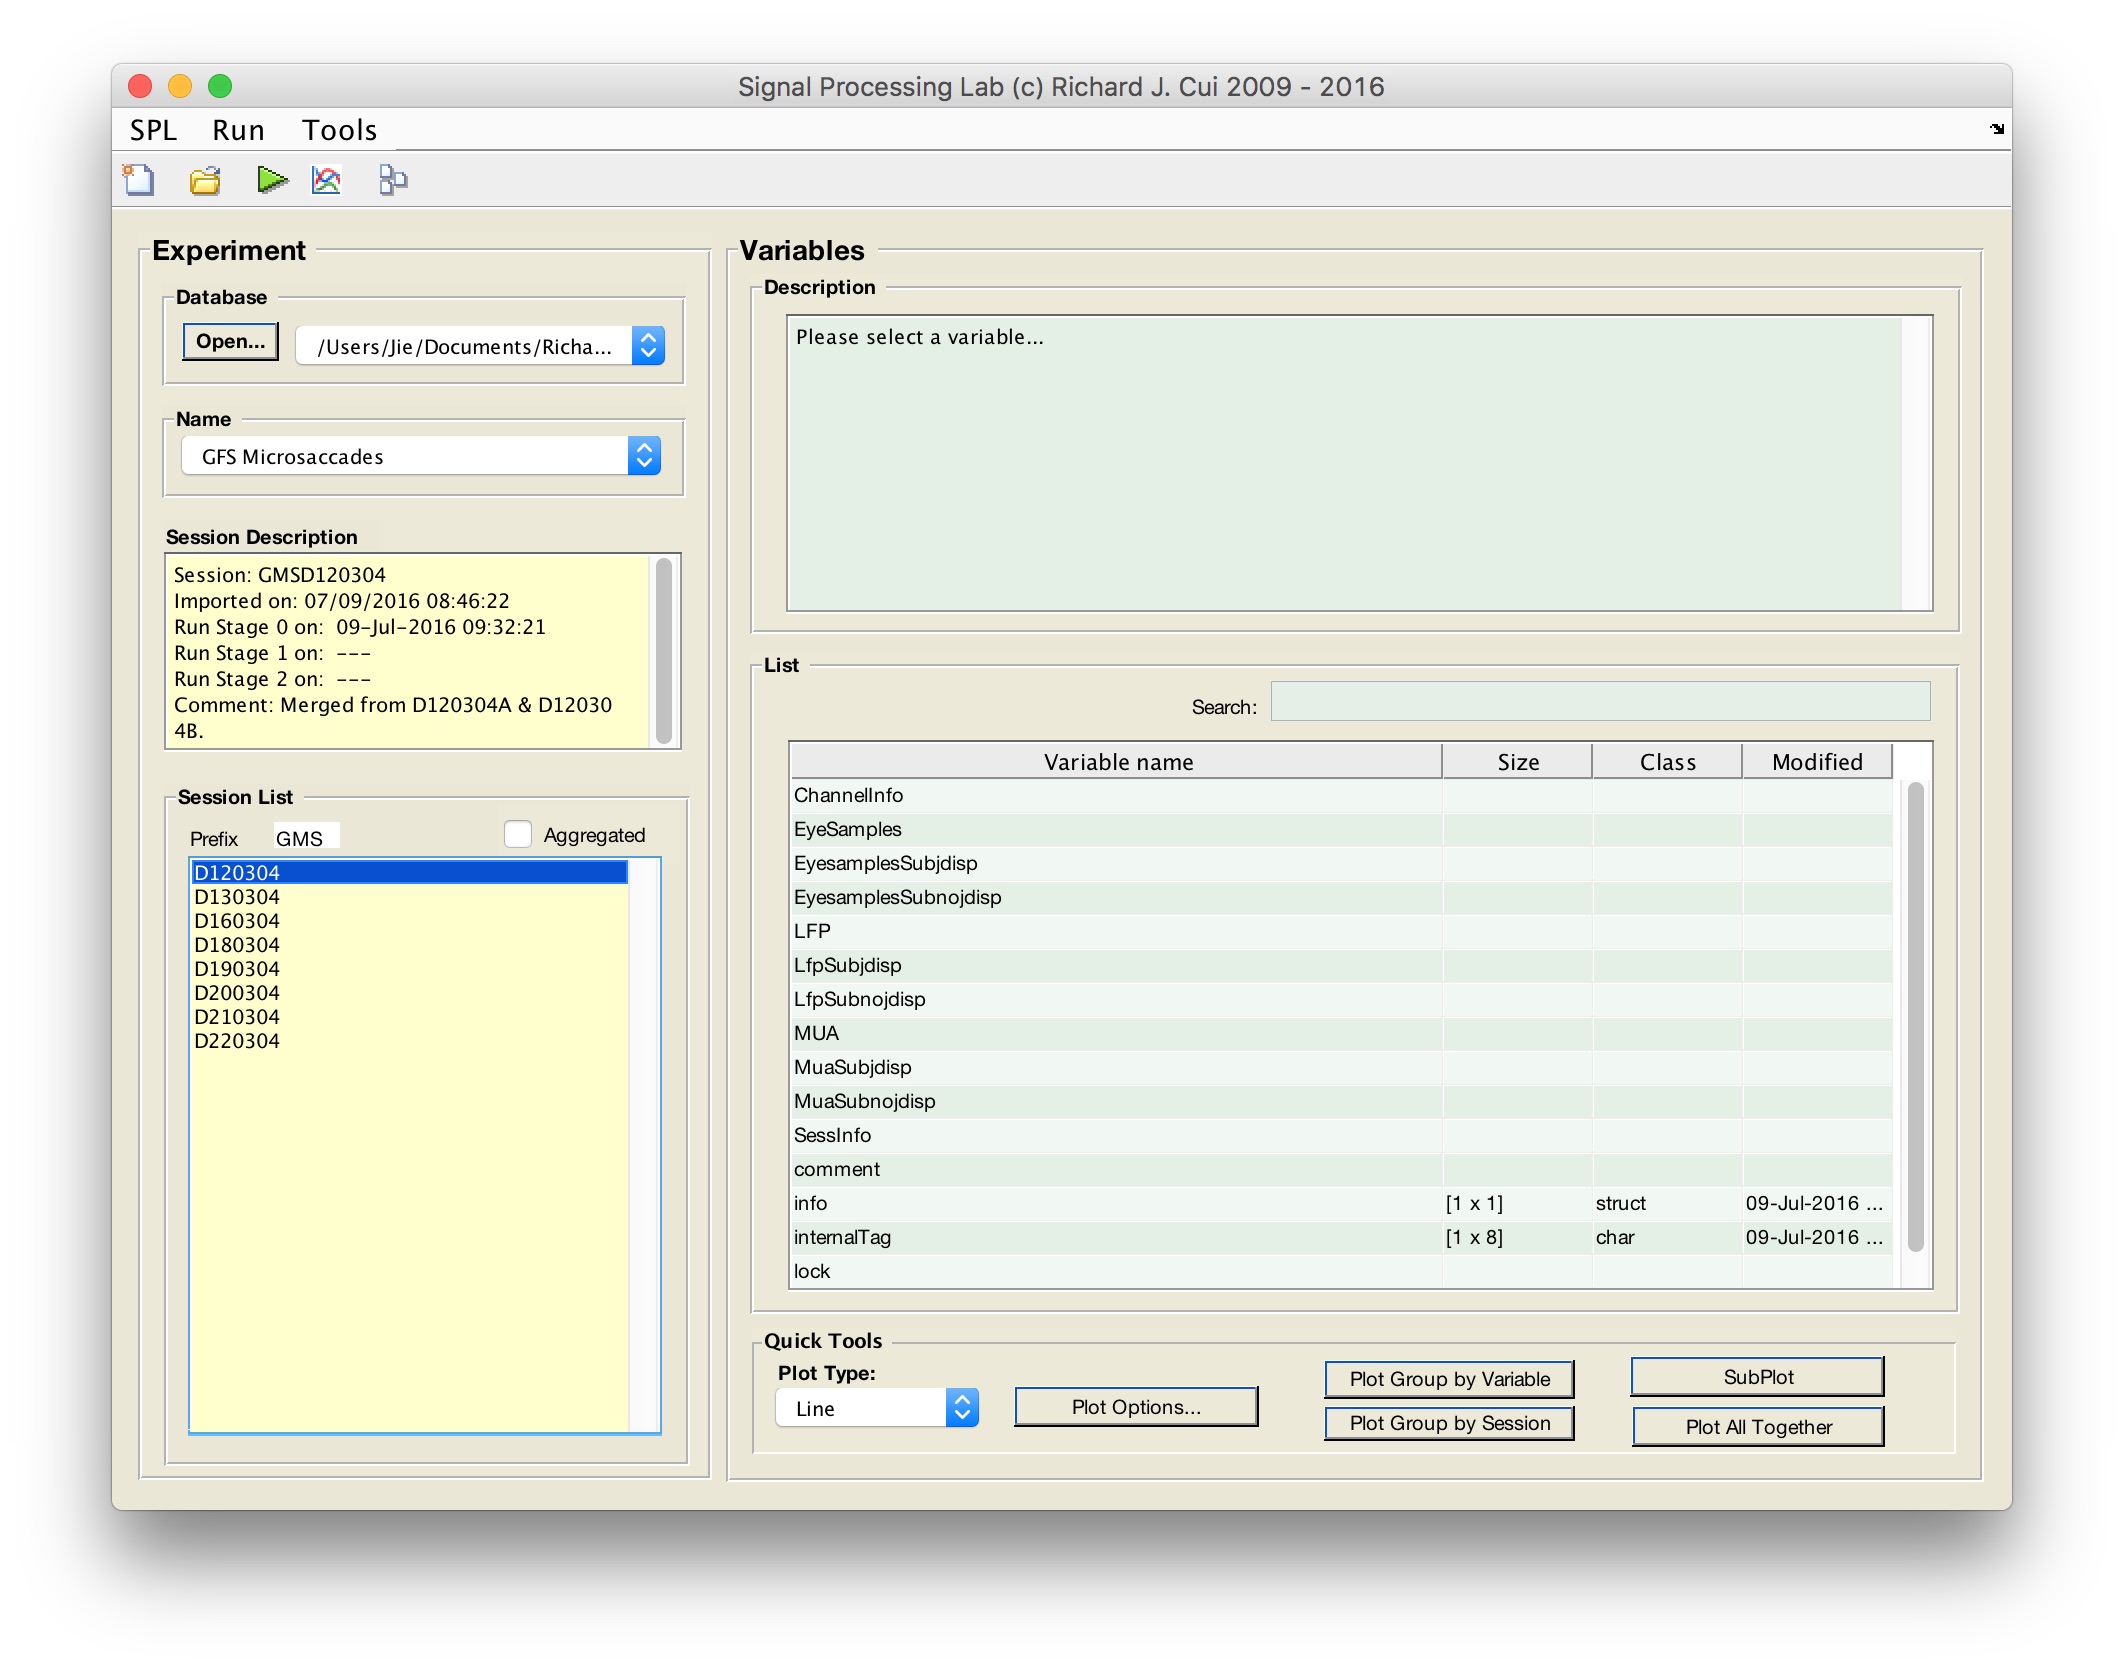 Signal Processing Lab (c) Richard J. Cui 2009 - 2016
SPL Run Tools
Experiment
Database
Open... /Users/Jie/Documents/Richa...
Name
GFS Microsaccades
Session Description
Session: GMSD120304
Imported on: 07/09/2016 08:46:22
Run Stage 0 on:  09-Jul-2016 09:32:21
Run Stage 1 on:  ---
Run Stage 2 on:  ---
Comment: Merged from D120304A & D12030
4B.
Session List
Prefix GMS Aggregated
D120304
D130304
D160304
D180304
D190304
D200304
D210304
D220304
Variables
Description
Please select a variable...
List
Search:
Variable name Size Class Modified
ChannelInfo
EyeSamples
EyesamplesSubjdisp
EyesamplesSubnojdisp
LFP
LfpSubjdisp
LfpSubnojdisp
MUA
MuaSubjdisp
MuaSubnojdisp
SessInfo
comment
info [1 x 1] struct 09-Jul-2016 ...
internalTag [1 x 8] char 09-Jul-2016 ...
lock
Quick Tools
Plot Type:
Line
Plot Options...
Plot Group by Variable
Plot Group by Session
SubPlot
Plot All Together